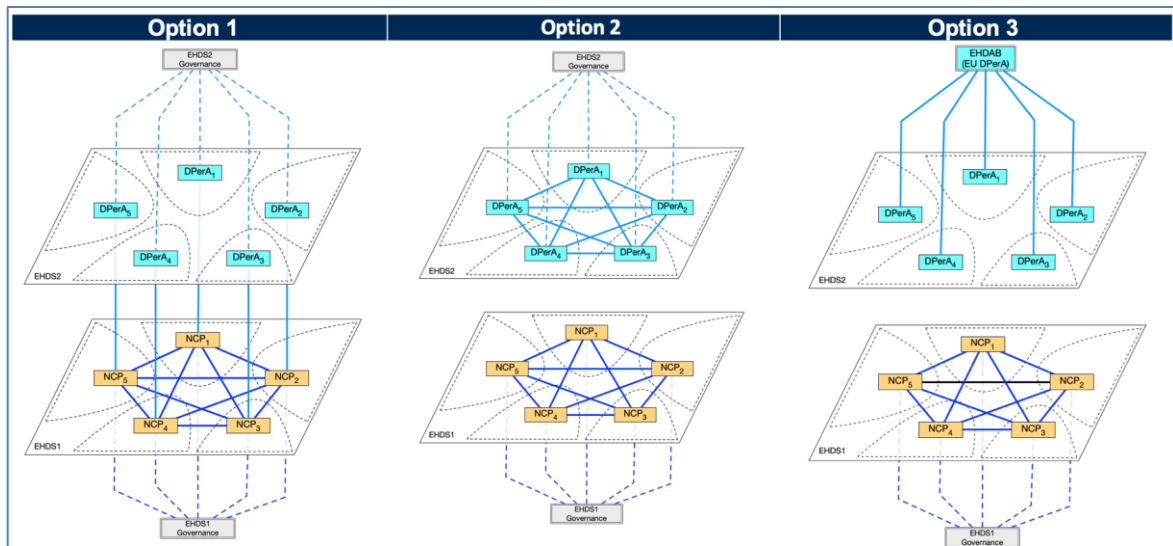 Option 1
EHDS2
Governance
DPerA₁
DPerA₅
DPerA₂
DPerA₄
DPerA₃
EHDS2
NCP₁
NCP₅
NCP₂
NCP₄
NCP₃
EHDS1
EHDS1
Governance
Option 2
EHDS2
Governance
DPerA₁
DPerA₅
DPerA₂
DPerA₄
DPerA₃
EHDS2
NCP₁
NCP₅
NCP₂
NCP₄
NCP₃
EHDS1
EHDS1
Governance
Option 3
EHDAB
(EU DPerA)
DPerA₁
DPerA₅
DPerA₂
DPerA₄
DPerA₃
EHDS2
NCP₁
NCP₅
NCP₂
NCP₄
NCP₃
EHDS1
EHDS1
Governance